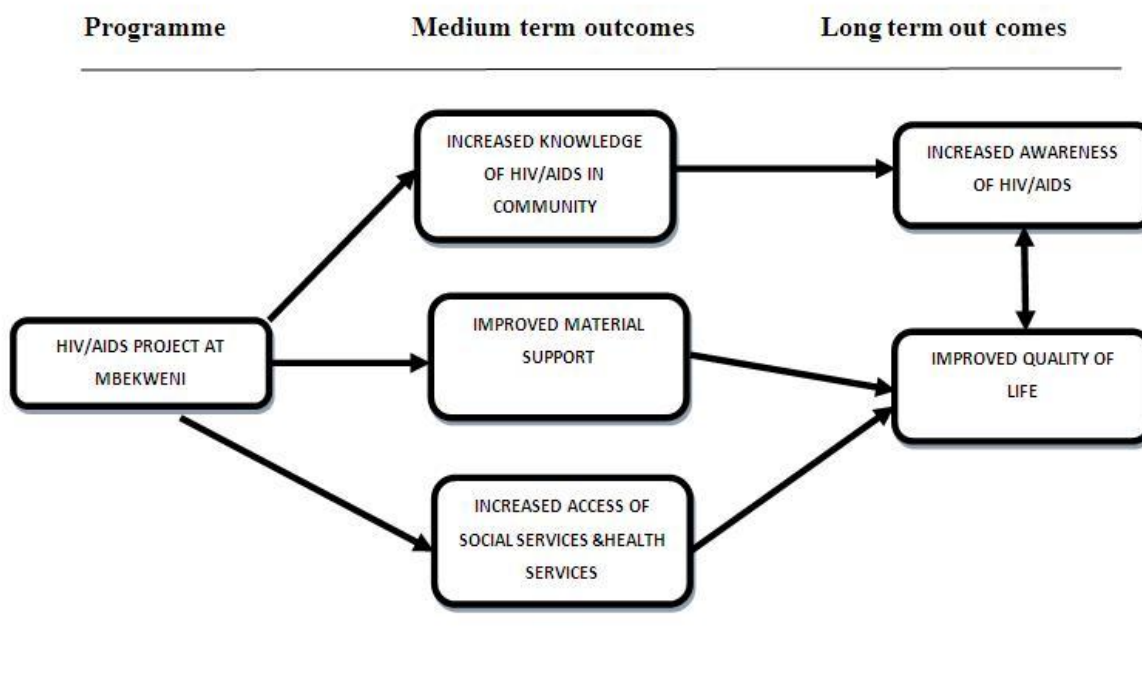 Programme
Medium term outcomes
Long term out comes
INCREASED KNOWLEDGE
OF HIV/AIDS IN
COMMUNITY
INCREASED AWARENESS
OF HIV/AIDS
HIV/AIDS PROJECT AT
MBEKWENI
IMPROVED MATERIAL
SUPPORT
IMPROVED QUALITY OF
LIFE
INCREASED ACCESS OF
SOCIAL SERVICES &HEALTH
SERVICES